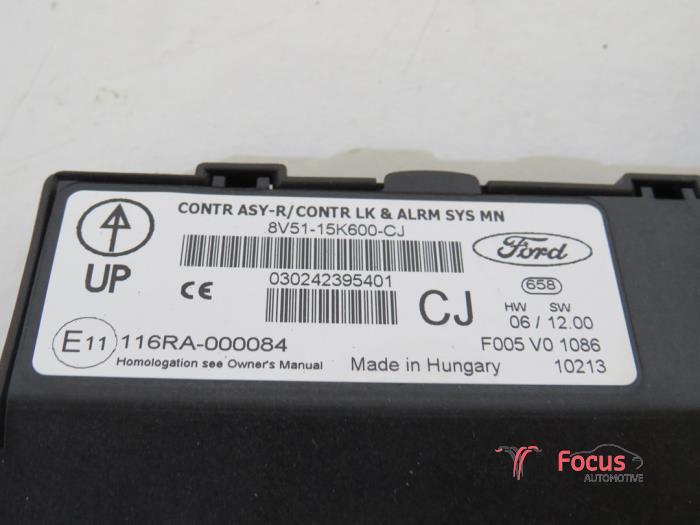 CONTR ASY-R/CONTR LK & ALRM SYS MN
8V51-15K600-CJ
UP
030242395401
CE
CJ
Ford
658
HW SW
06 / 12.00
E11 116RA-000084
F005 V0 1086
Homologation see Owner's Manual
Made in Hungary
10213
Focus
AUTOMOTIVE